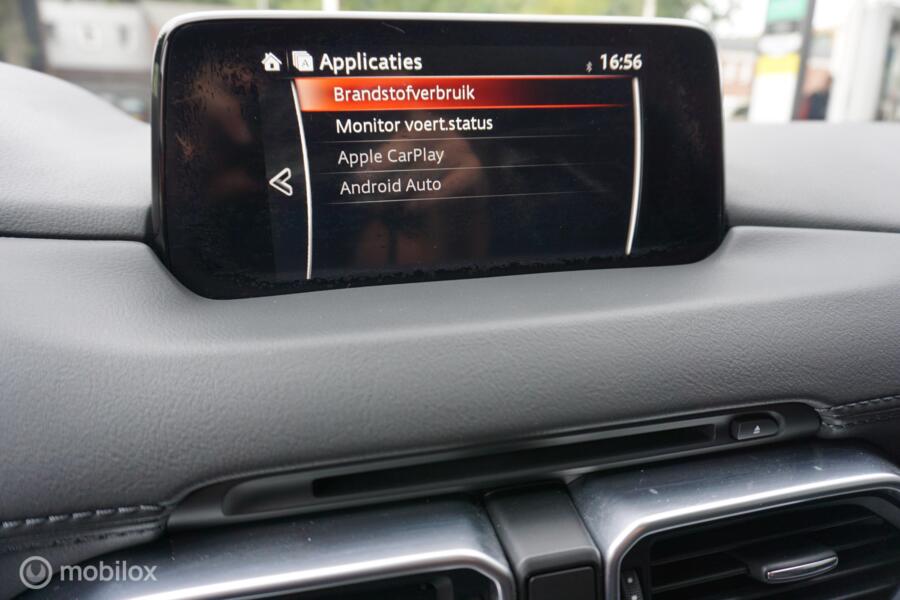 Applicaties
16:56
Brandstofverbruik
Monitor voert.status
Apple CarPlay
Android Auto
mobilox